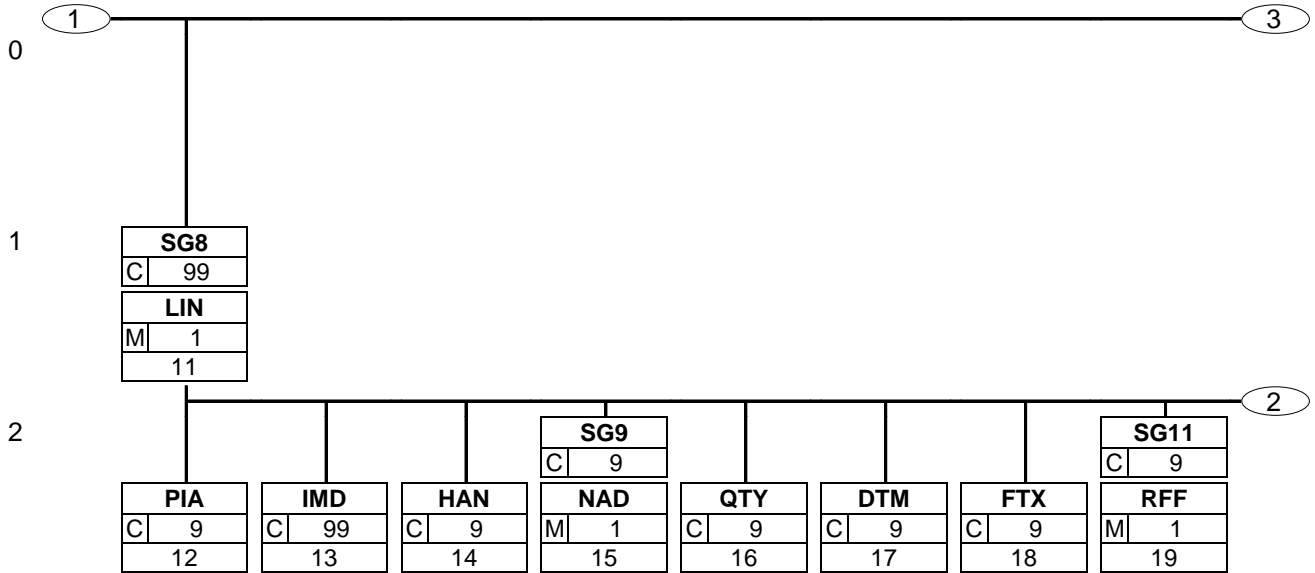 1 3
0
1 SG8
C 99
LIN
M 1
11
2
2 SG9 SG11
C 9 C 9
PIA IMD HAN NAD QTY DTM FTX RFF
C 9 C 99 C 9 M 1 C 9 C 9 C 9 M 1
12 13 14 15 16 17 18 19